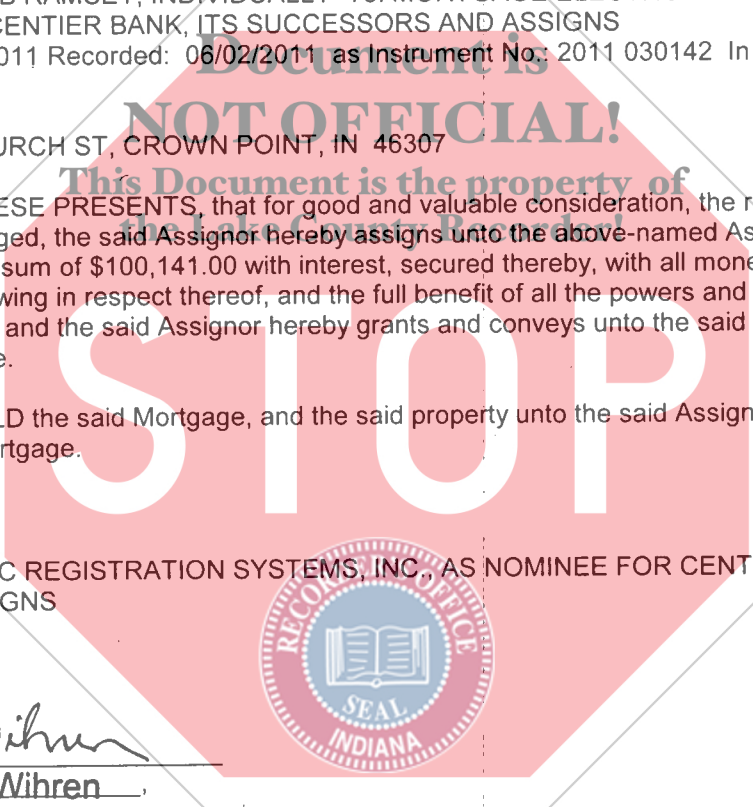 B RAMSEY, INDIVIDUALLY
CENTIER BANK, ITS SUCCESSORS AND ASSIGNS
Document is
011 Recorded: 06/02/2011 as Instrument No.: 2011 030142 In
NOT OFFICIAL!
URCH ST, CROWN POINT, IN 46307
This Document is the property of
ESE PRESENTS, that for good and valuable consideration, the r
the Lake County Recorder!
ged, the said Assignor hereby assigns unto the above-named As
sum of $100,141.00 with interest, secured thereby, with all mone
wing in respect thereof, and the full benefit of all the powers and
and the said Assignor hereby grants and conveys unto the said
e.
STOP
LD the said Mortgage, and the said property unto the said Assign
rtgage.
C REGISTRATION SYSTEMS, INC., AS NOMINEE FOR CENT
GNS
RECORDER'S OFFICE
SEAL
INDIANA
Wihren
Wihren,